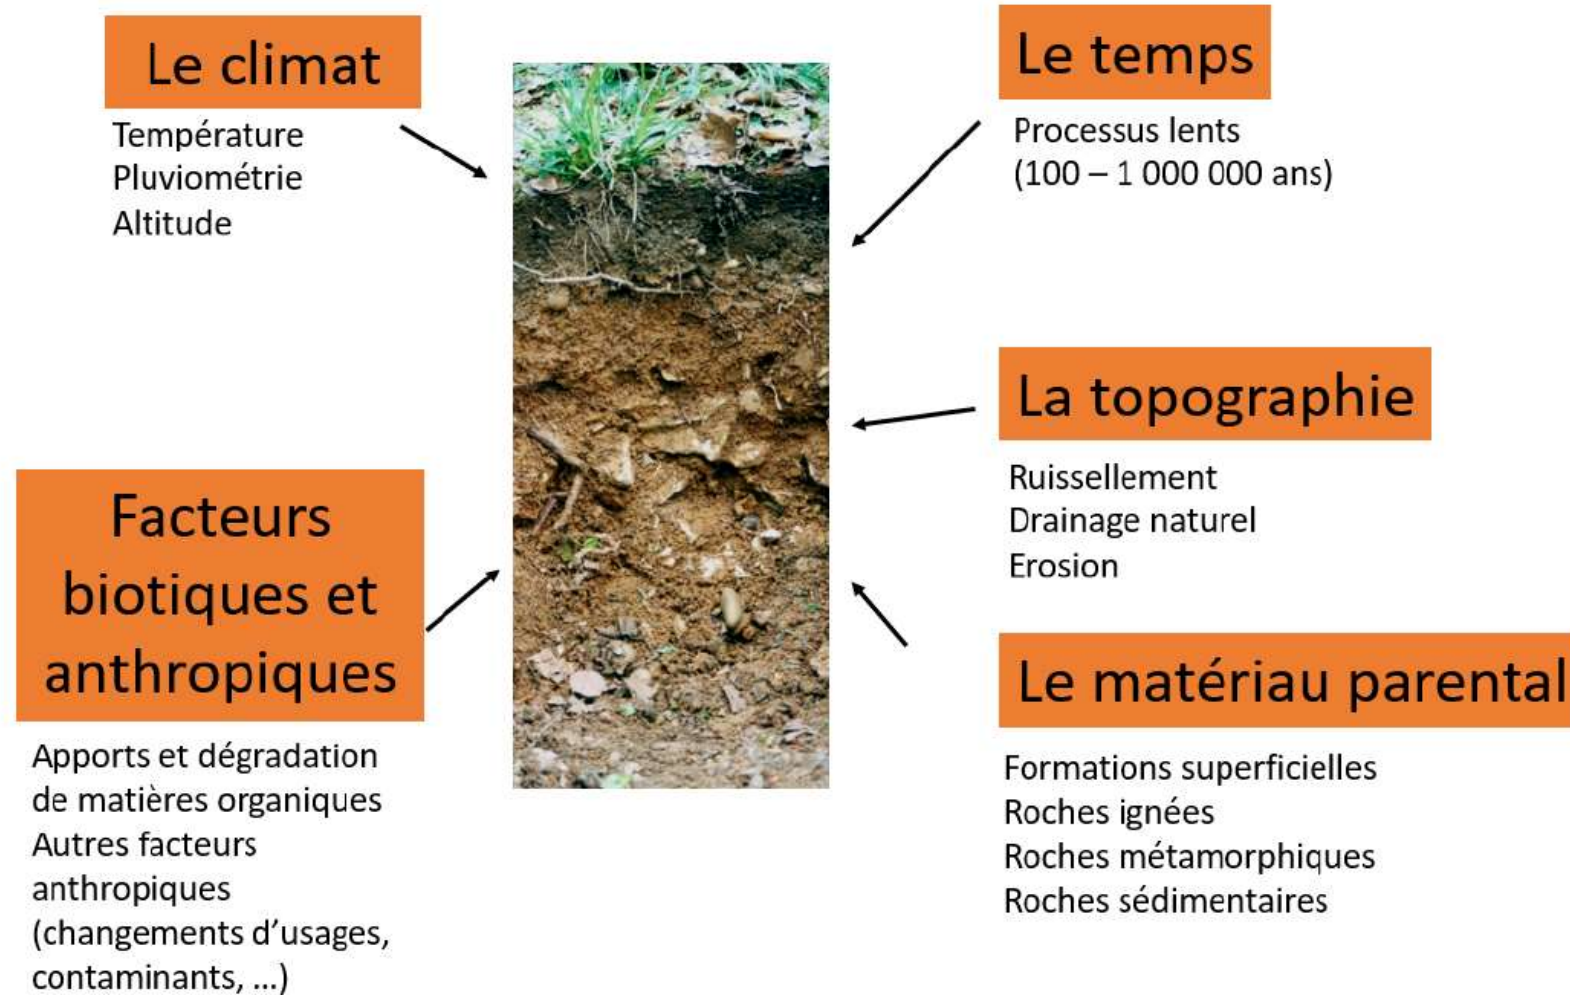 Le climat
Température
Pluviométrie
Altitude
Le temps
Processus lents
(100 – 1 000 000 ans)
La topographie
Ruissellement
Drainage naturel
Erosion
Facteurs
biotiques et
anthropiques
Apports et dégradation
de matières organiques
Autres facteurs
anthropiques
(changements d’usages,
contaminants, ...)
Le matériau parental
Formations superficielles
Roches ignées
Roches métamorphiques
Roches sédimentaires